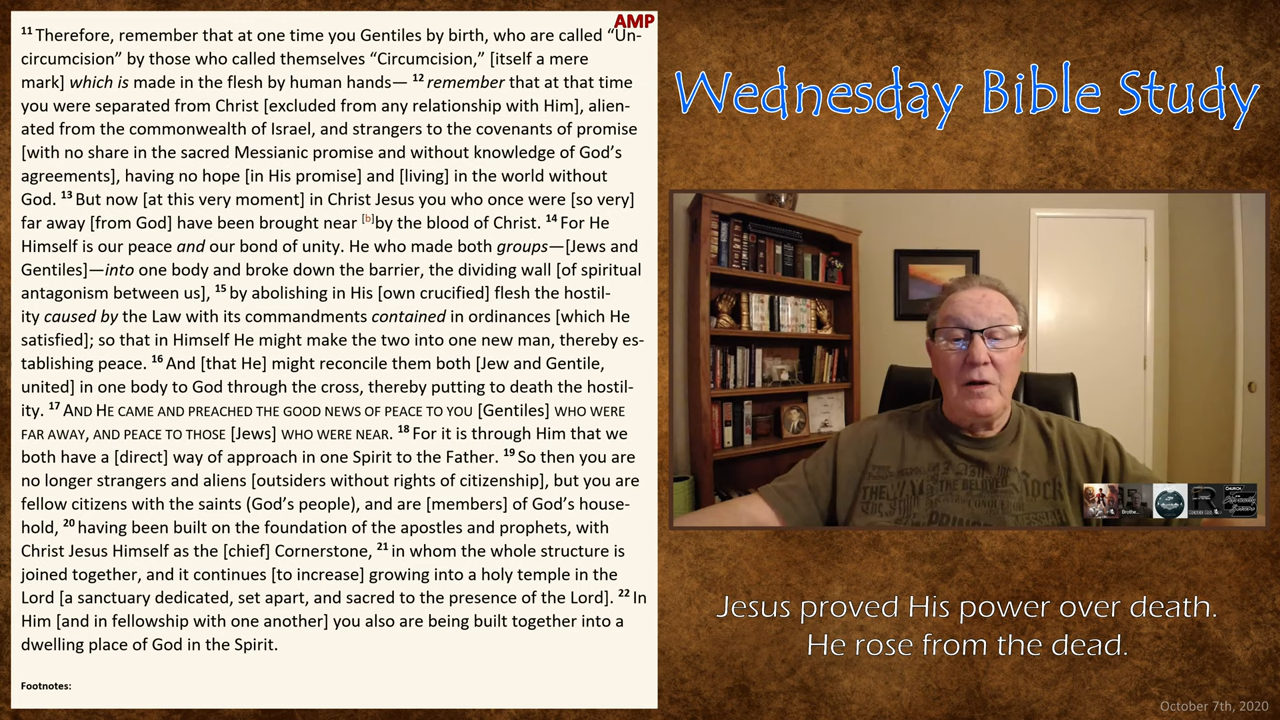 AMP
11 Therefore, remember that at one time you Gentiles by birth, who are called “Un-
circumcision” by those who called themselves “Circumcision,” [itself a mere
mark] which is made in the flesh by human hands— 12 remember that at that time
you were separated from Christ [excluded from any relationship with Him], alien-
ated from the commonwealth of Israel, and strangers to the covenants of promise
[with no share in the sacred Messianic promise and without knowledge of God’s
agreements], having no hope [in His promise] and [living] in the world without
God. 13 But now [at this very moment] in Christ Jesus you who once were [so very]
far away [from God] have been brought near [b]by the blood of Christ. 14 For He
Himself is our peace and our bond of unity. He who made both groups—[Jews and
Gentiles]—into one body and broke down the barrier, the dividing wall [of spiritual
antagonism between us], 15 by abolishing in His [own crucified] flesh the hostil-
ity caused by the Law with its commandments contained in ordinances [which He
satisfied]; so that in Himself He might make the two into one new man, thereby es-
tablishing peace. 16 And [that He] might reconcile them both [Jew and Gentile,
united] in one body to God through the cross, thereby putting to death the hostil-
ity. 17 AND HE CAME AND PREACHED THE GOOD NEWS OF PEACE TO YOU [Gentiles] WHO WERE
FAR AWAY, AND PEACE TO THOSE [Jews] WHO WERE NEAR. 18 For it is through Him that we
both have a [direct] way of approach in one Spirit to the Father. 19 So then you are
no longer strangers and aliens [outsiders without rights of citizenship], but you are
fellow citizens with the saints (God’s people), and are [members] of God’s house-
hold, 20 having been built on the foundation of the apostles and prophets, with
Christ Jesus Himself as the [chief] Cornerstone, 21 in whom the whole structure is
joined together, and it continues [to increase] growing into a holy temple in the
Lord [a sanctuary dedicated, set apart, and sacred to the presence of the Lord]. 22 In
Him [and in fellowship with one another] you also are being built together into a
dwelling place of God in the Spirit.
Footnotes:
Wednesday Bible Study
THE BELOVED
Rock
PRINCE
Brothe...
CHURCH
Jesus proved His power over death.
He rose from the dead.
October 7th, 2020